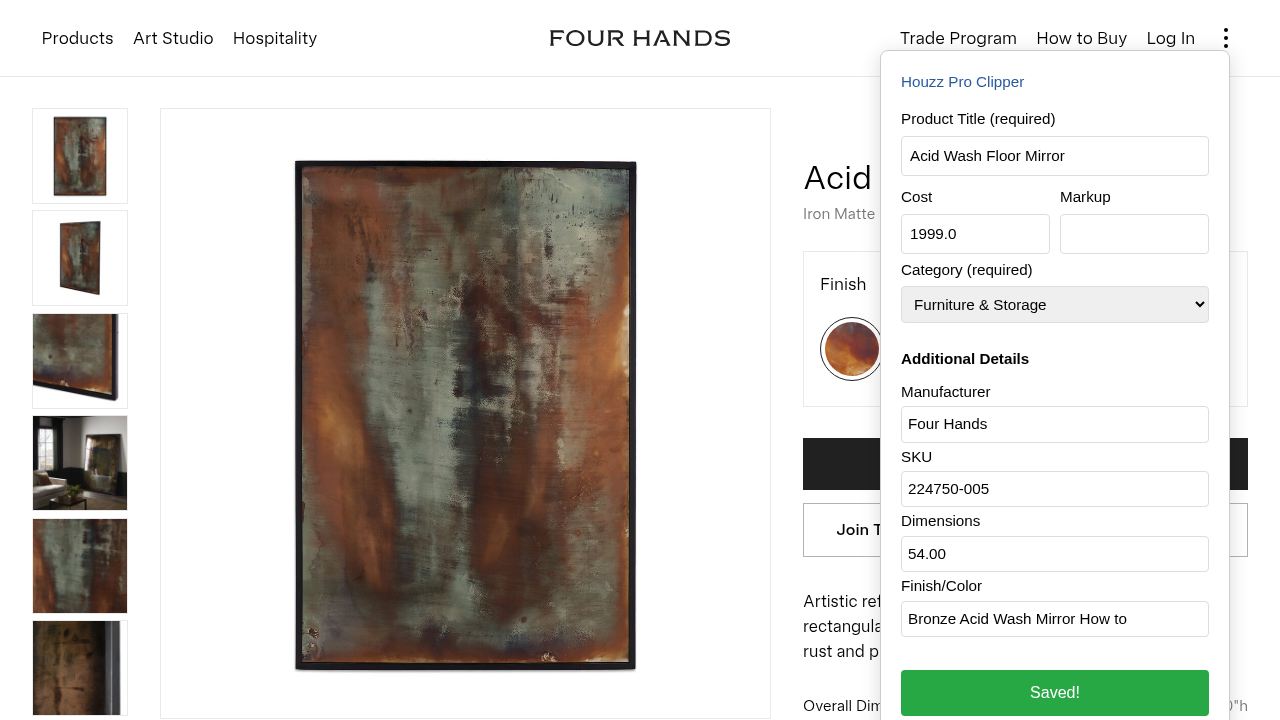 Products Art Studio Hospitality
FOUR HANDS
Trade Program How to Buy Log In
Acid
Iron Matte
Finish
Join T
Artistic ref
rectangula
rust and p
Overall Dim
0"h
Houzz Pro Clipper
Product Title (required)
Acid Wash Floor Mirror
Cost Markup
1999.0
Category (required)
Furniture & Storage
Additional Details
Manufacturer
Four Hands
SKU
224750-005
Dimensions
54.00
Finish/Color
Bronze Acid Wash Mirror How to
Saved!